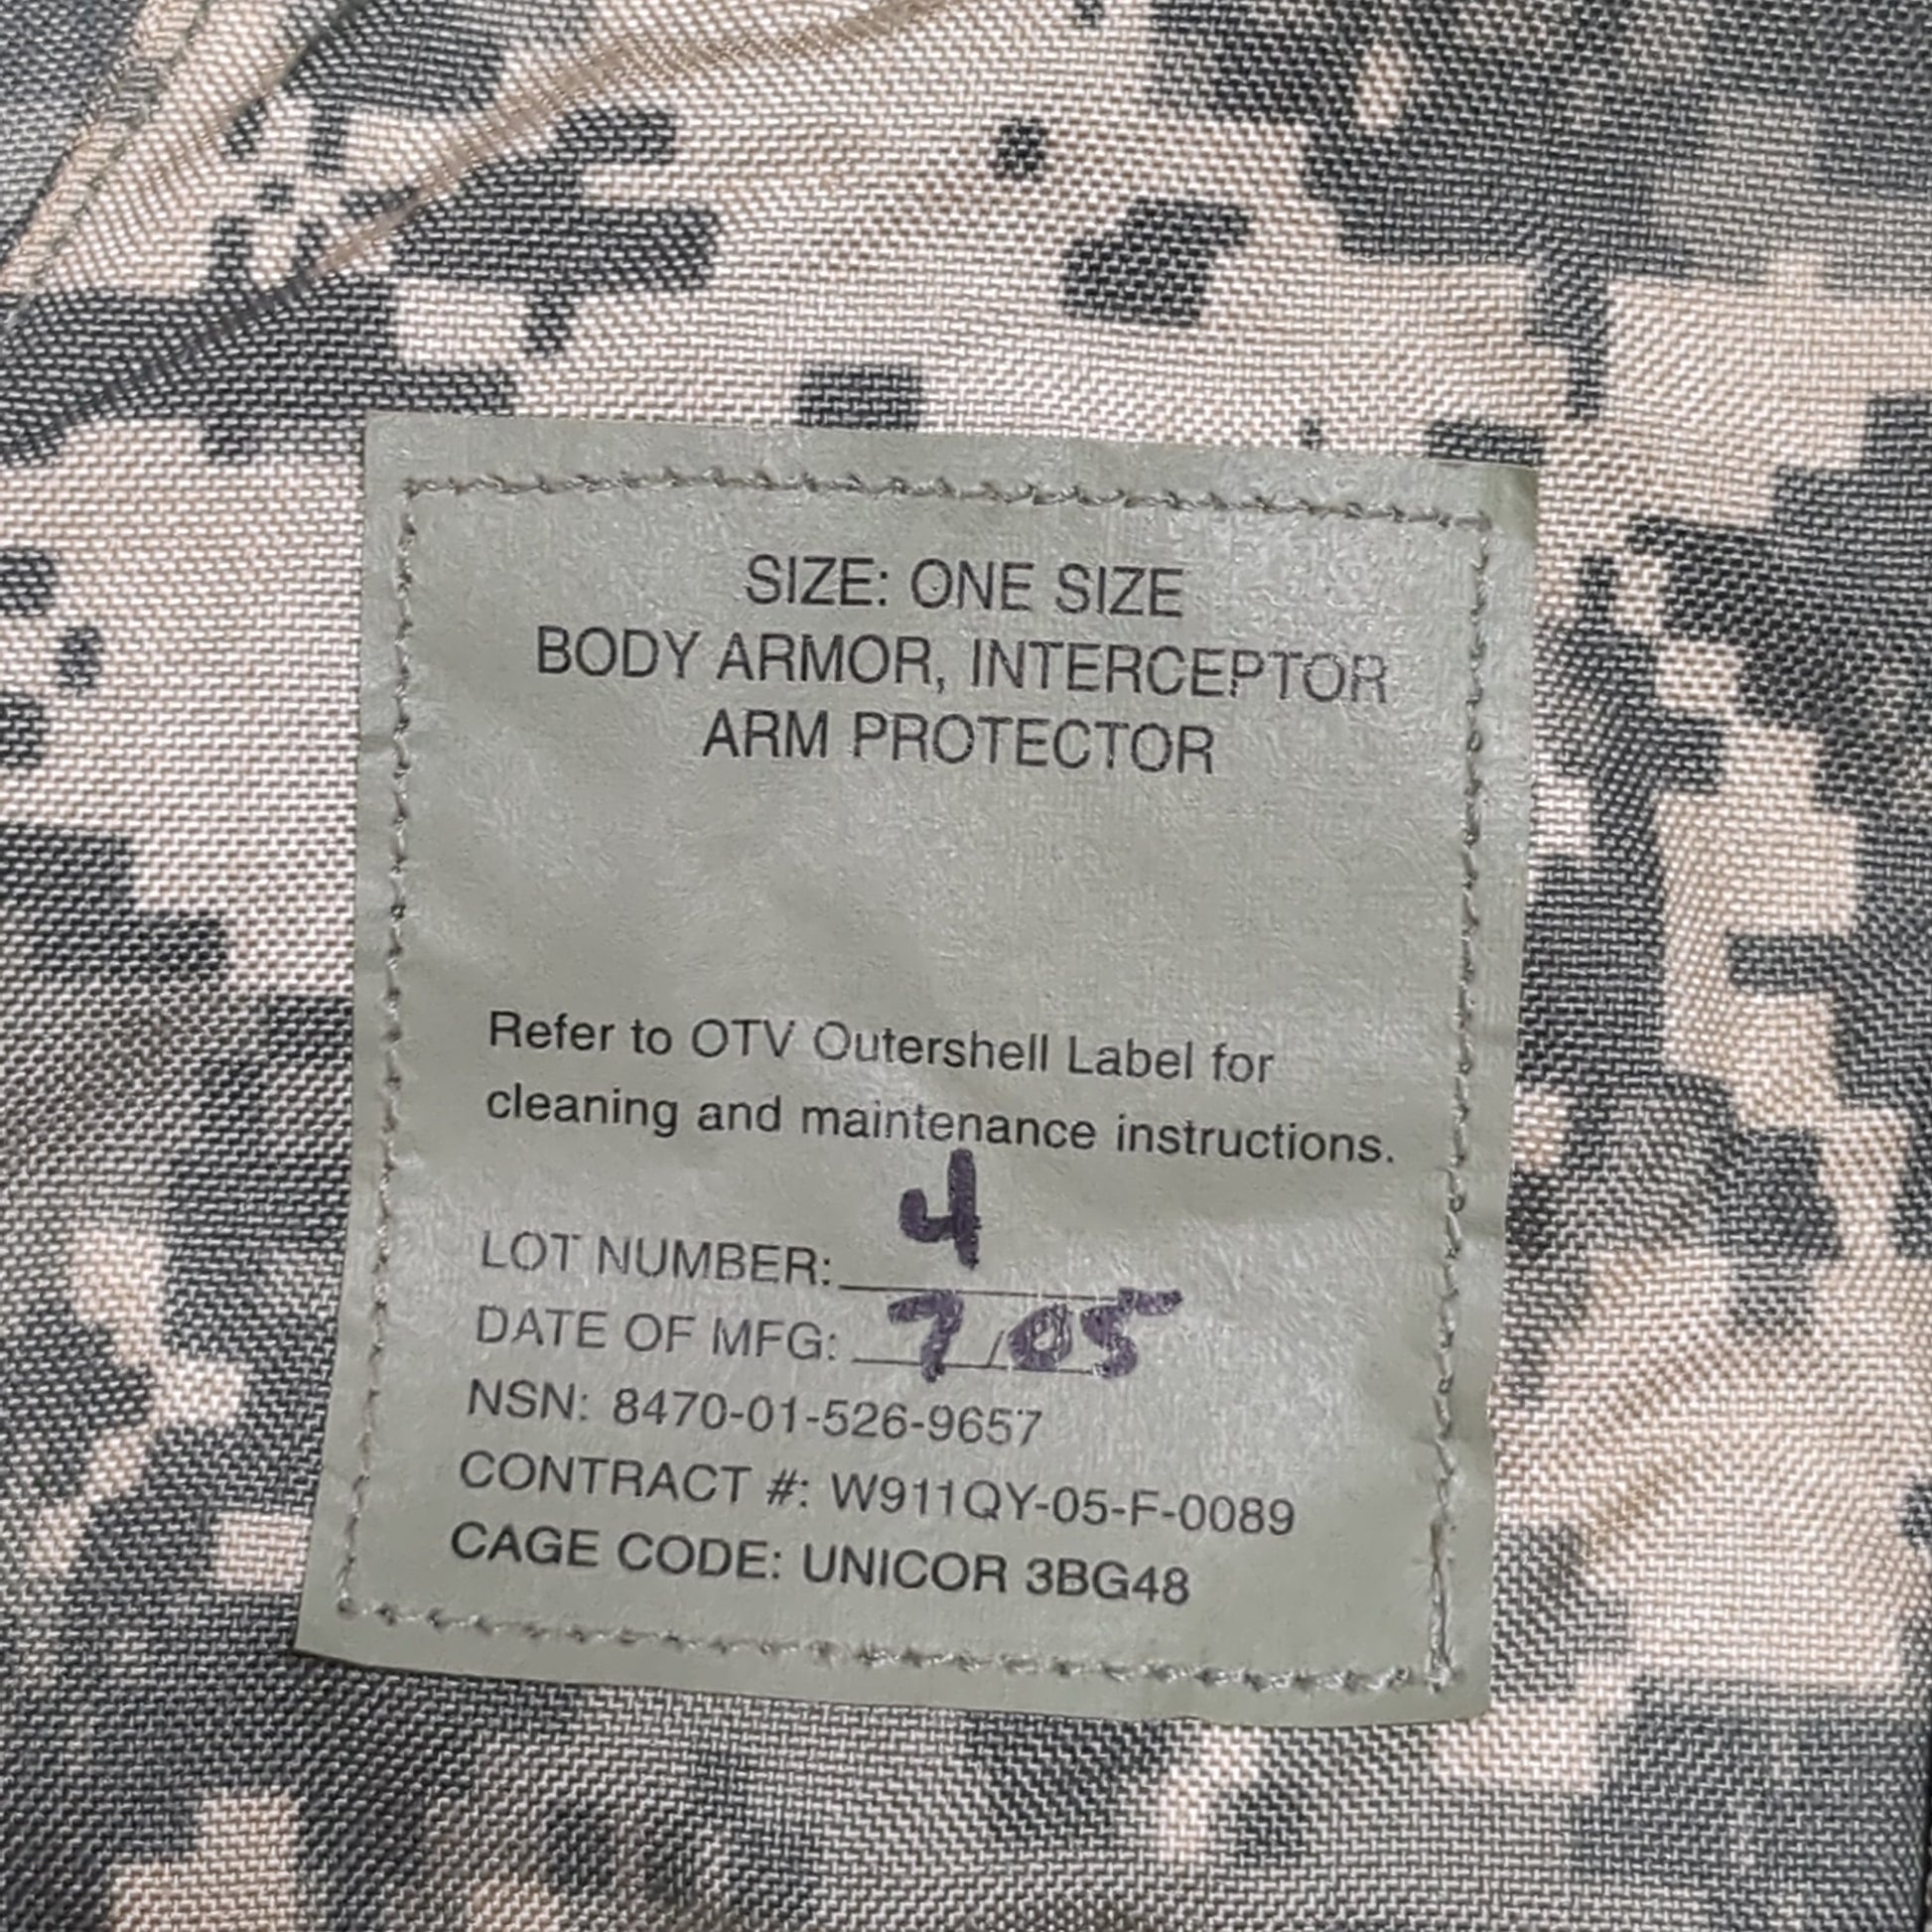 SIZE: ONE SIZE
BODY ARMOR, INTERCEPTOR
ARM PROTECTOR
Refer to OTV Outershell Label for
cleaning and maintenance instructions.
LOT NUMBER: 4
DATE OF MFG: 7/05
NSN: 8470-01-526-9657
CONTRACT #: W911QY-05-F-0089
CAGE CODE: UNICOR 3BG48